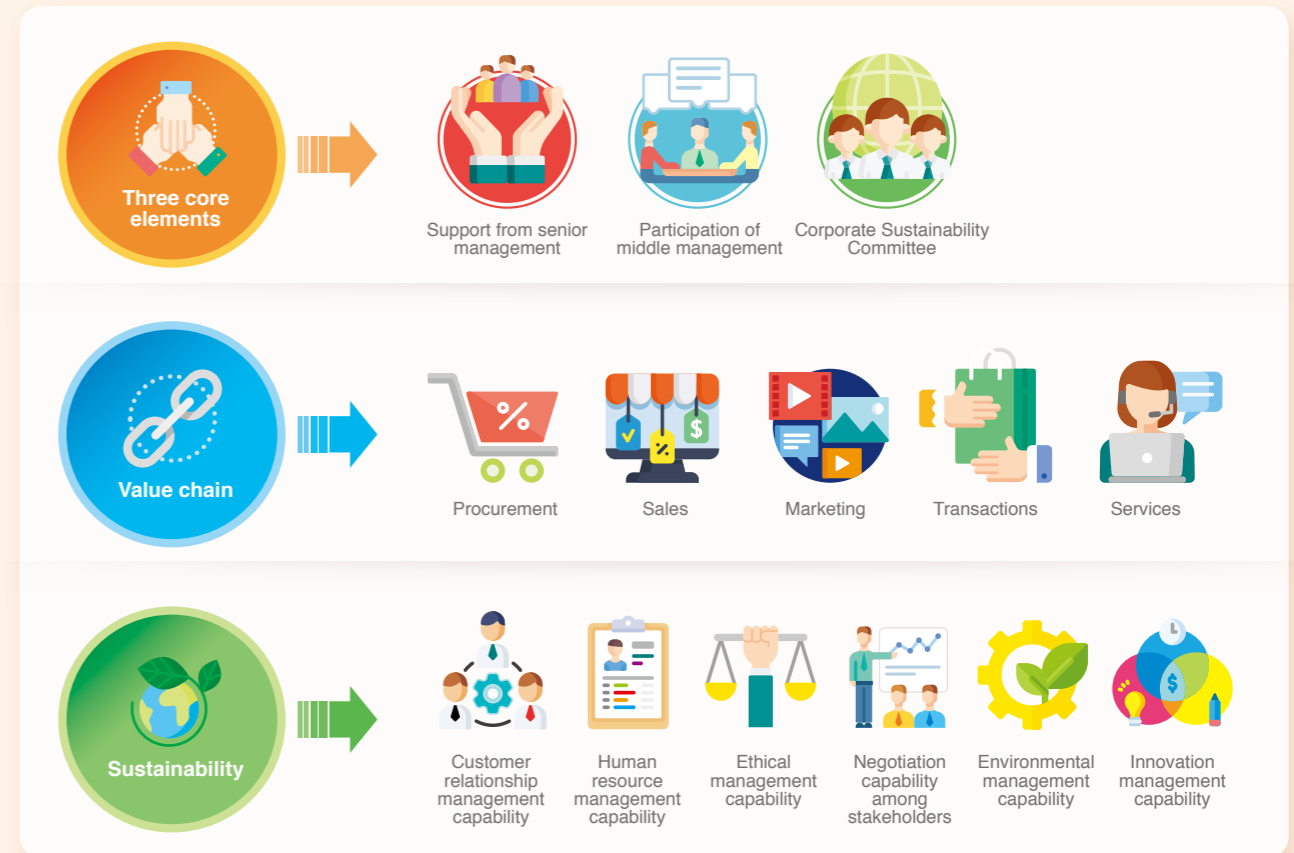 Three core
elements
Support from senior
management
Participation of
middle management
Corporate Sustainability
Committee
Value chain
%
%
$
Procurement
Sales
Marketing
Transactions
Services
Sustainability
$
Customer
relationship
management
capability
Human
resource
management
capability
Ethical
management
capability
Negotiation
capability
among
stakeholders
Environmental
management
capability
Innovation
management
capability